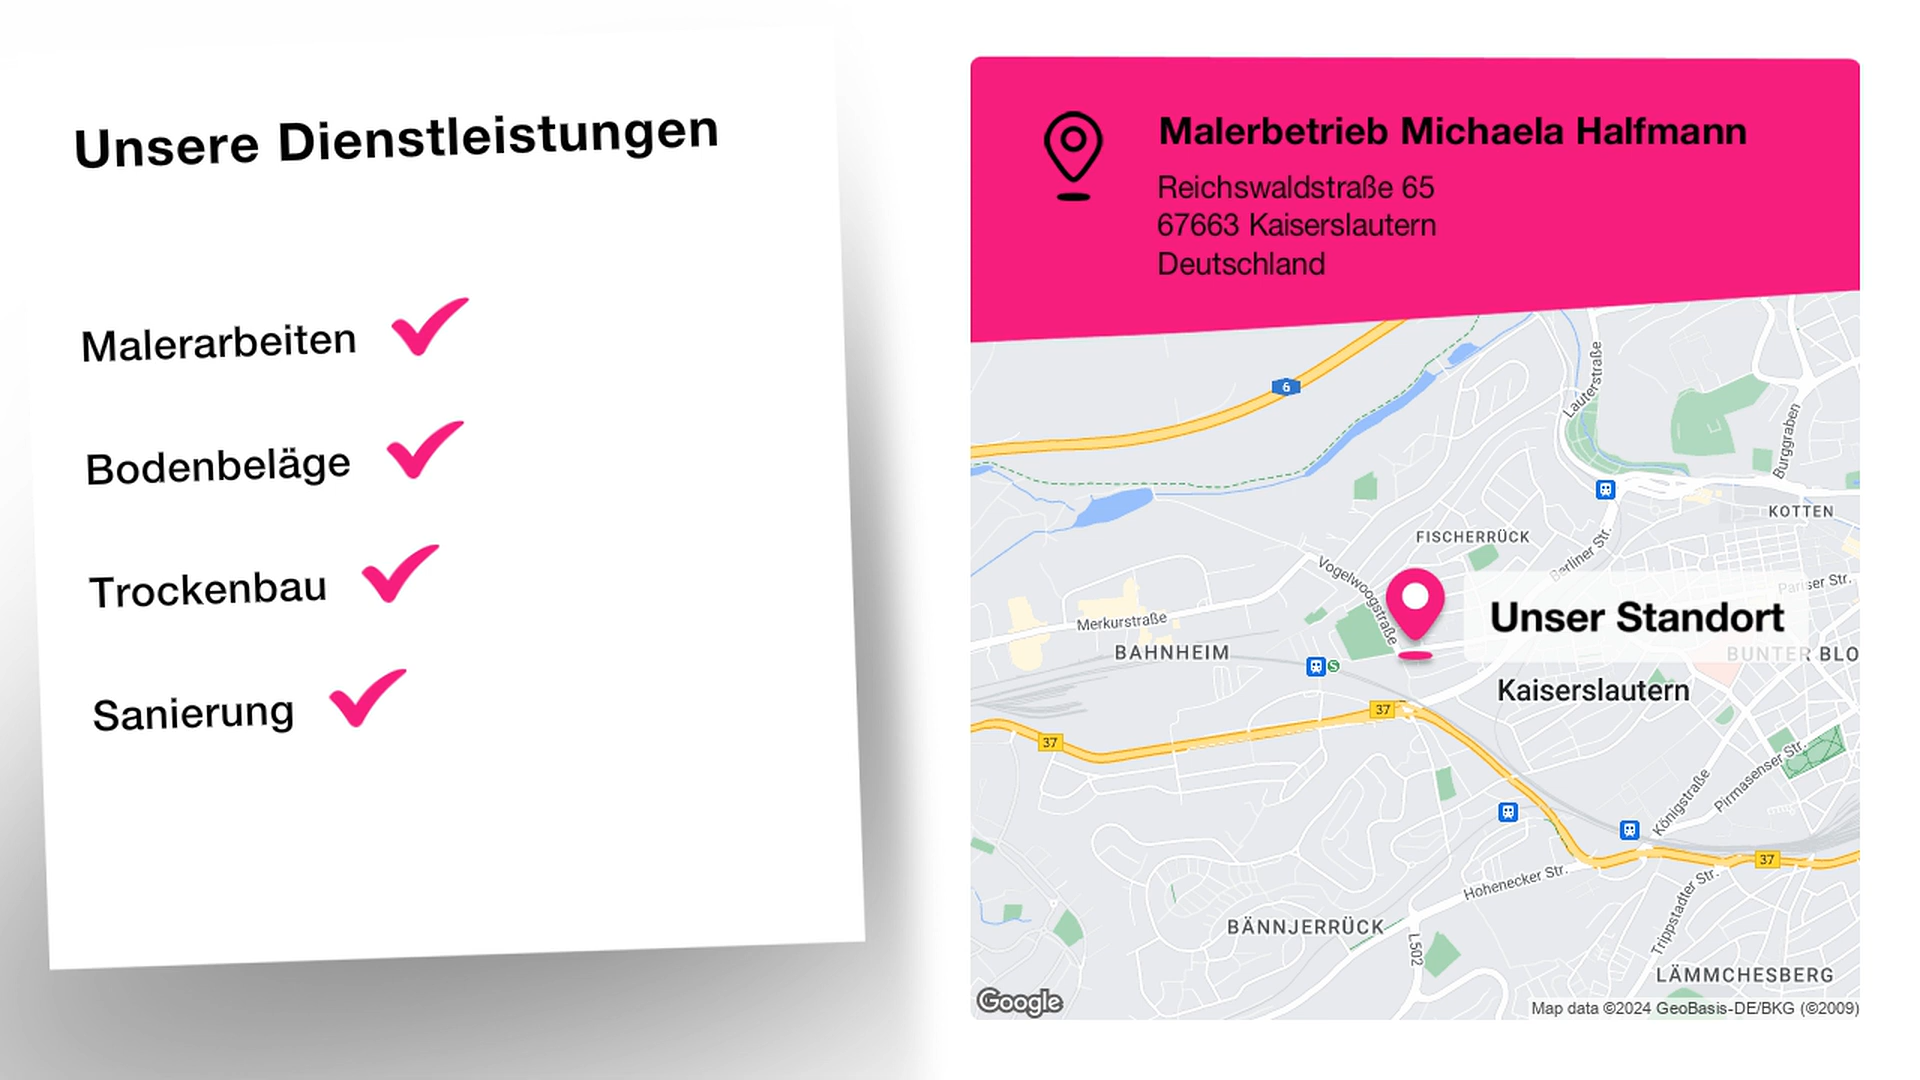 Unsere Dienstleistungen
Malerarbeiten
Bodenbeläge
Trockenbau
Sanierung
Malerbetrieb Michaela Halfmann
Reichswaldstraße 65
67663 Kaiserslautern
Deutschland
6
Lauterstraße
Burggraben
KOTTEN
FISCHERRÜCK
Berliner Str.
Vogelwoogstraße
Pariser Str.
Merkurstraße
Unser Standort
BAHNHEIM
S
BUNTER BLO
Kaiserslautern
37
37
Königstraße
Pirmasenser Str.
37
Hohenecker Str.
Trippstadter Str.
BÄNNJERRÜCK
L502
LÄMMCHESBERG
Google
Map data ©2024 GeoBasis-DE/BKG (©2009)